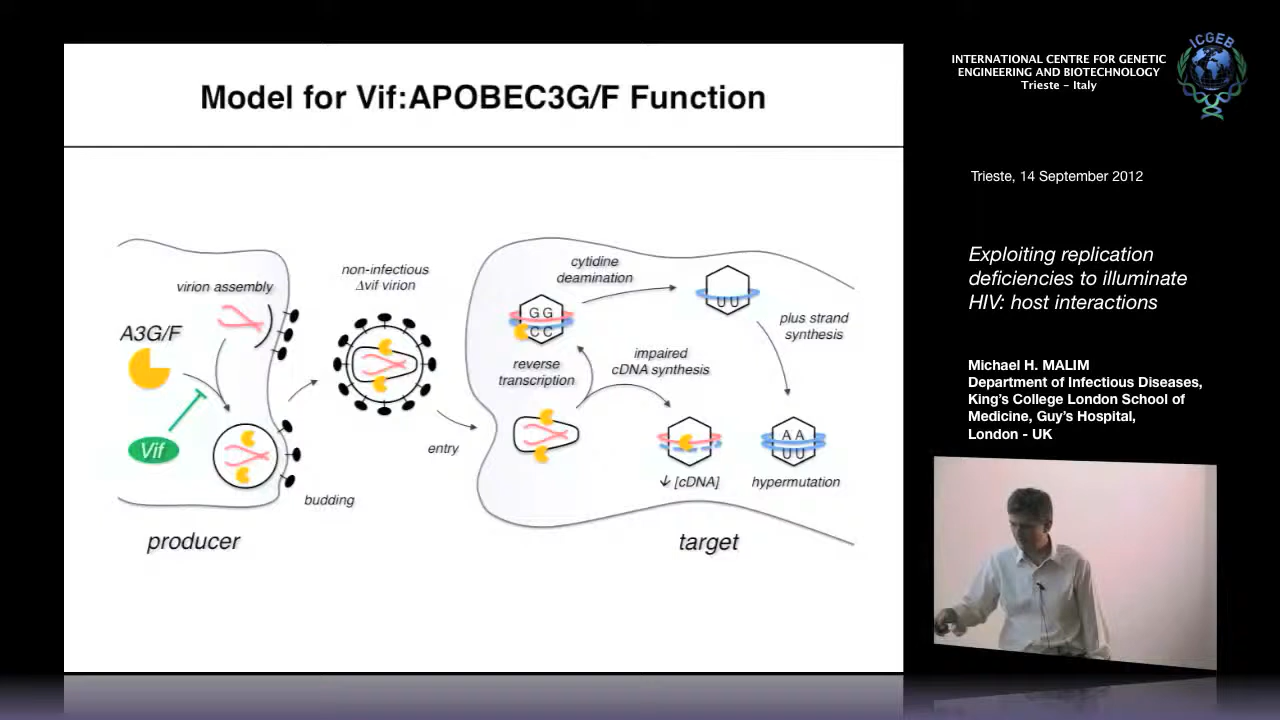 Model for Vif:APOBEC3G/F Function
virion assembly
A3G/F
Vif
producer
budding
non-infectious
Δvif virion
entry
cytidine
deamination
GG
CC
reverse
transcription
impaired
cDNA synthesis
↓ [cDNA]
UU
plus strand
synthesis
AA
UU
hypermutation
target
INTERNATIONAL CENTRE FOR GENETIC
ENGINEERING AND BIOTECHNOLOGY
Trieste - Italy
ICGEB
Trieste, 14 September 2012
Exploiting replication
deficiencies to illuminate
HIV: host interactions
Michael H. MALIM
Department of Infectious Diseases,
King's College London School of
Medicine, Guy's Hospital,
London - UK